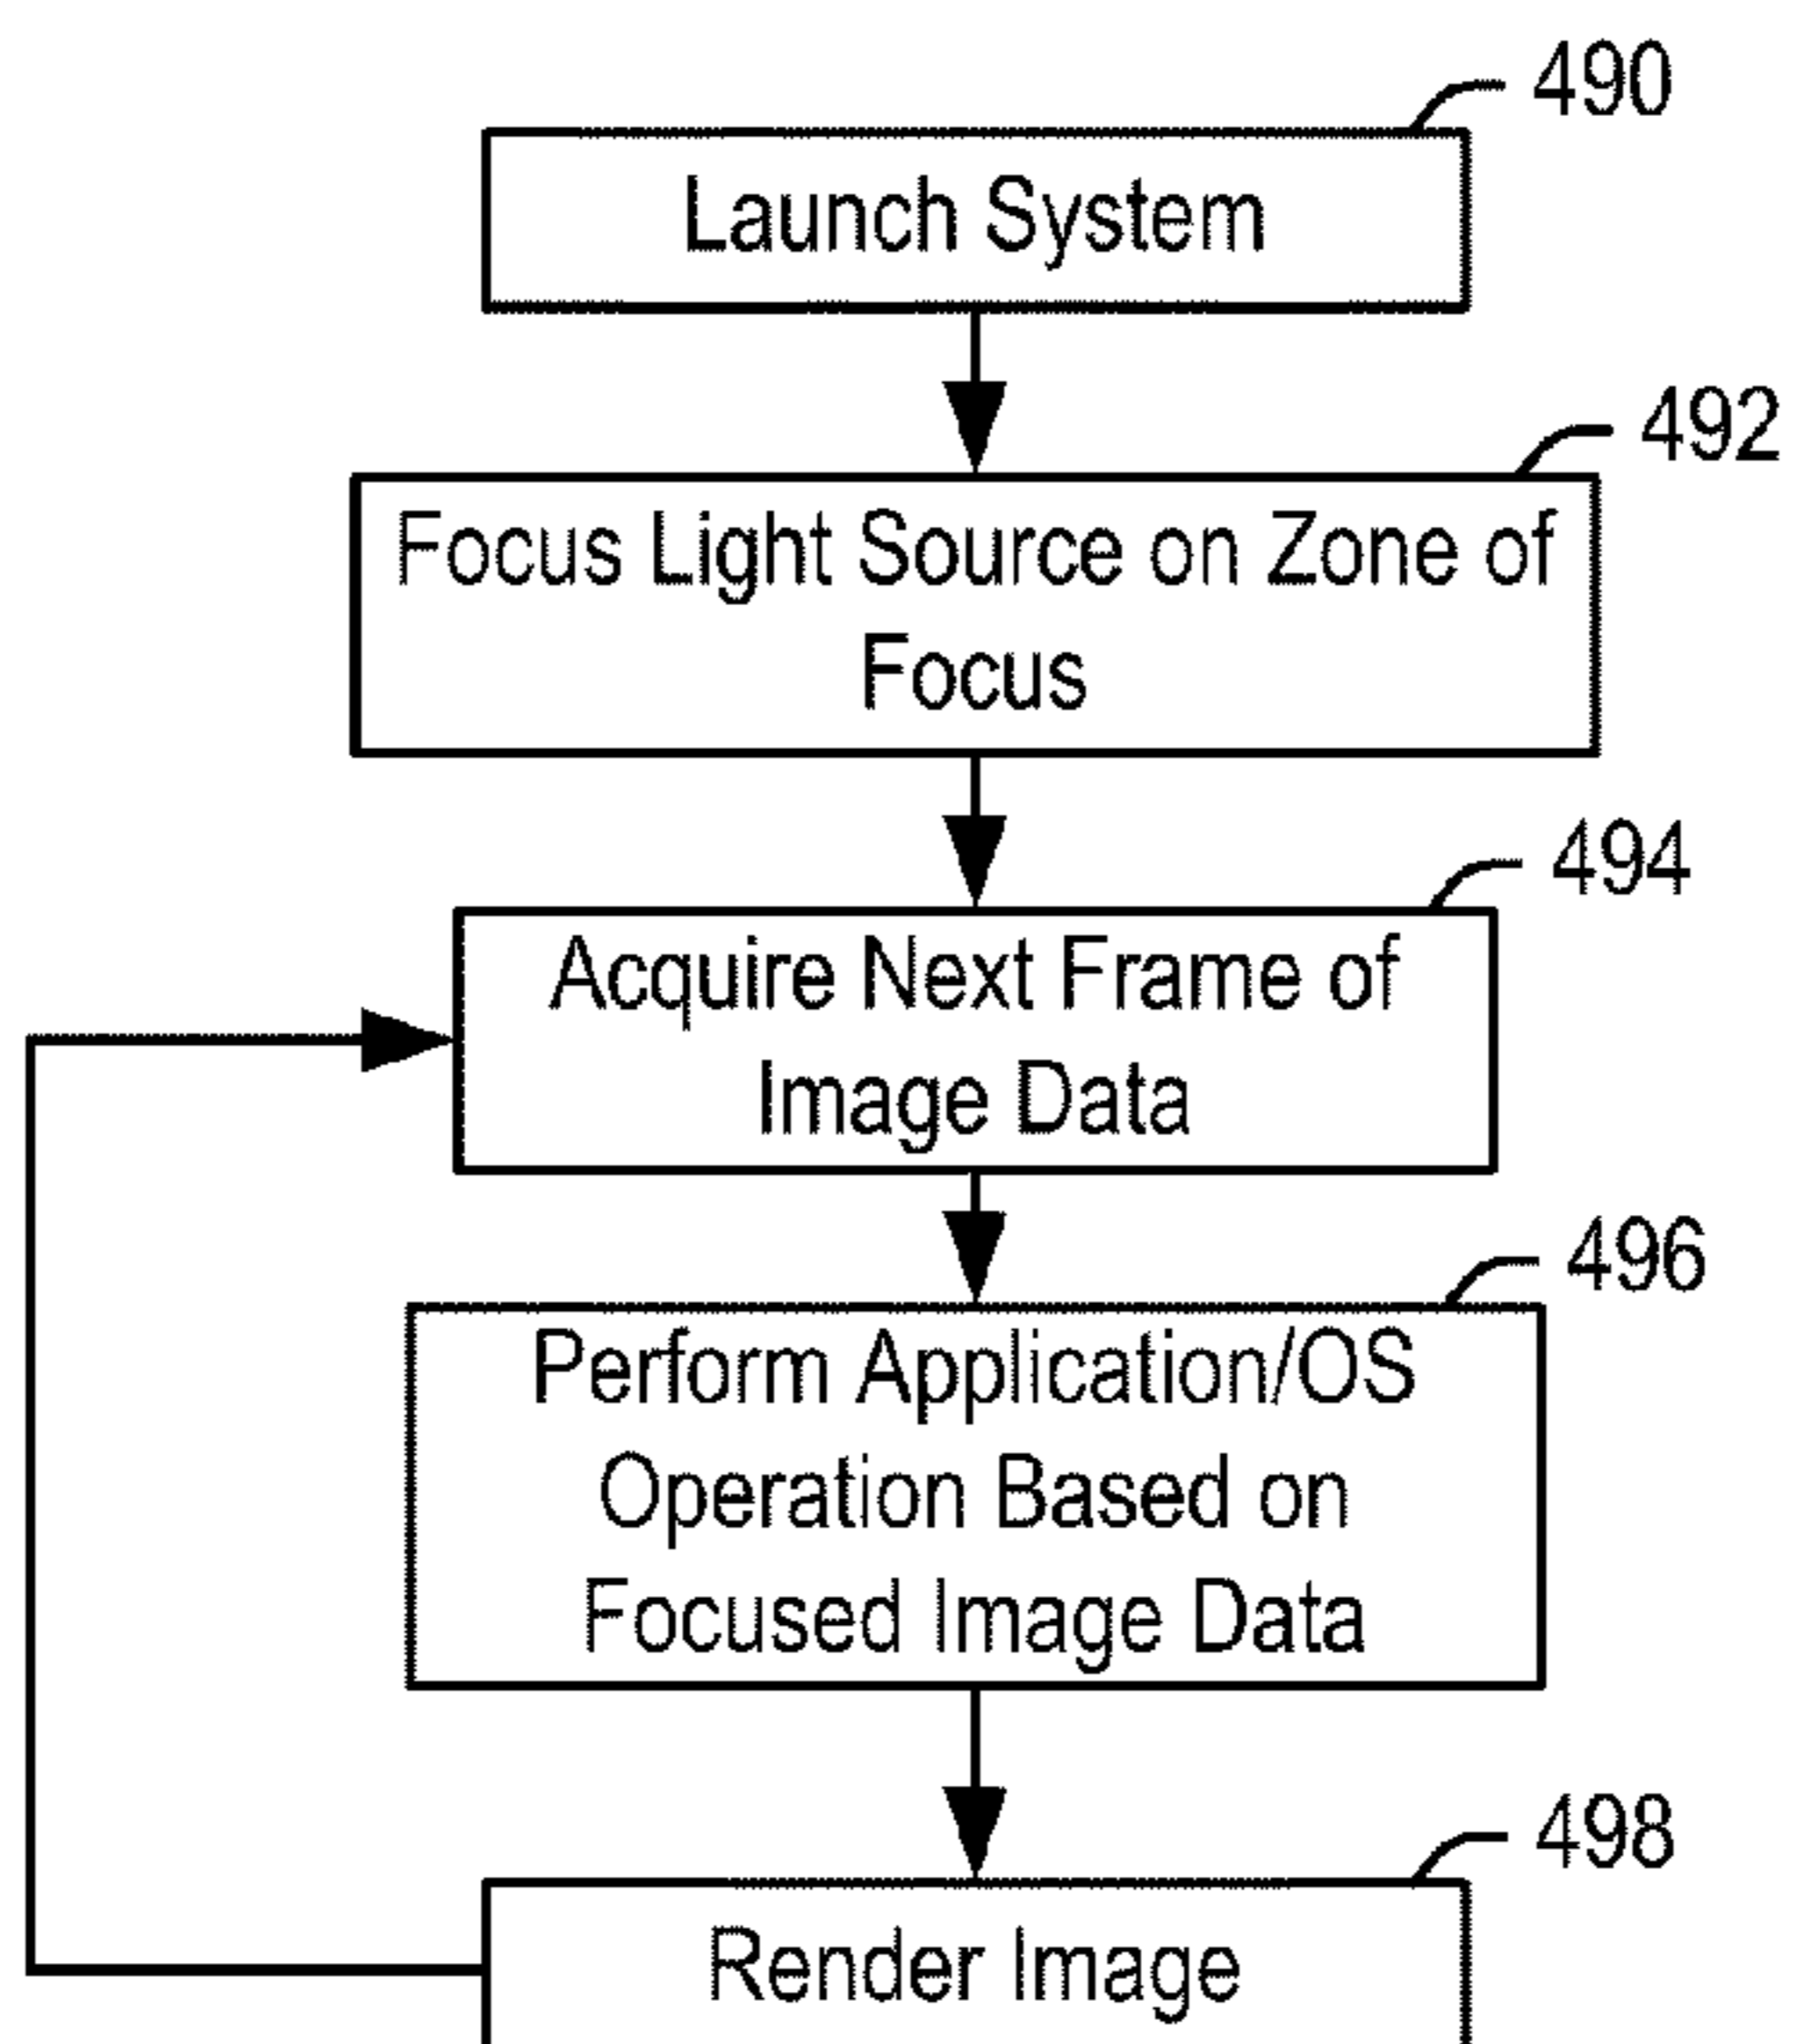 490
Launch System
492
Focus Light Source on Zone of
Focus
494
Acquire Next Frame of
Image Data
496
Perform Application/OS
Operation Based on
Focused Image Data
498
Render Image